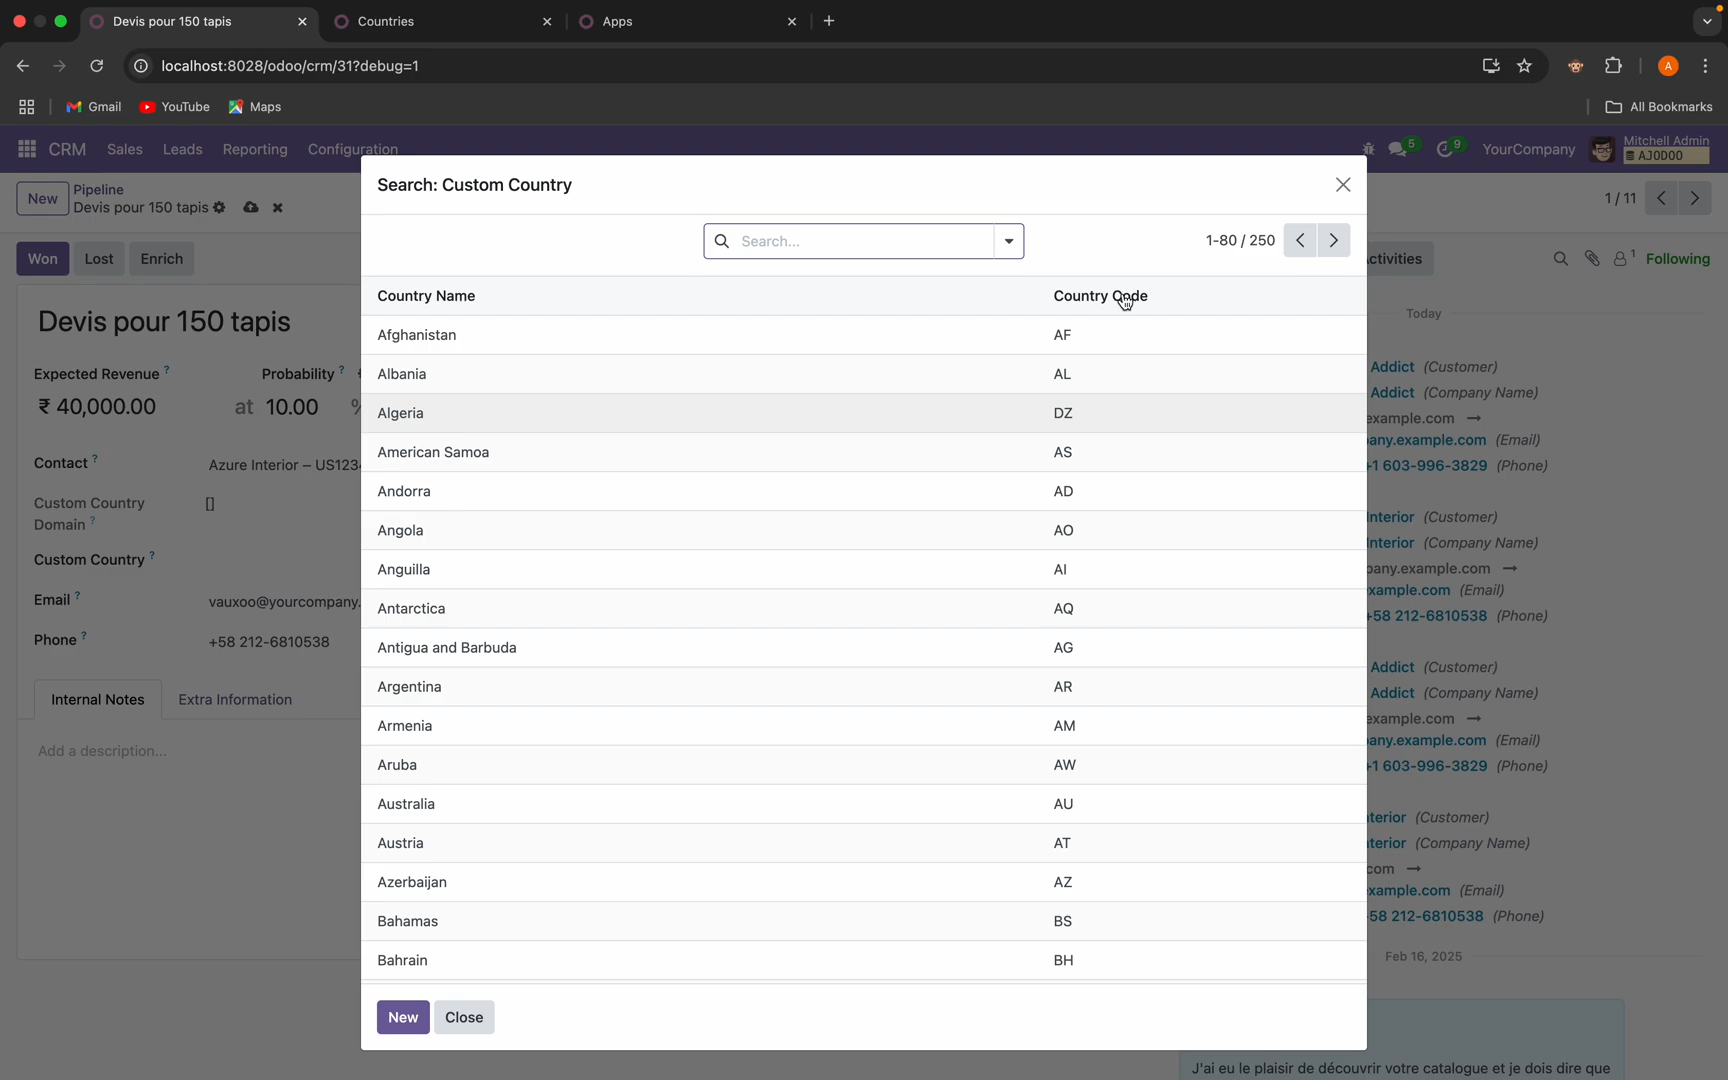 Devis pour 150 tapis
Countries
Apps
localhost:8028/odoo/crm/31?debug=1
A
Gmail
YouTube
Maps
All Bookmarks
CRM
Sales
Leads
Reporting
Configuration
5
9
YourCompany
Mitchell Admin
AJODOO
New
Pipeline
Devis pour 150 tapis
1 / 11
Won
Lost
Enrich
ctivities
1
Following
Devis pour 150 tapis
Expected Revenue ?
Probability ?
₹ 40,000.00
at 10.00 %
Contact ?
Azure Interior – US1234
Custom Country
Domain ?
[]
Custom Country ?
Email ?
vauxoo@yourcompany.
Phone ?
+58 212-6810538
Internal Notes
Extra Information
Add a description...
Search: Custom Country
Search...
1-80 / 250
Country Name
Country Code
Afghanistan
AF
Albania
AL
Algeria
DZ
American Samoa
AS
Andorra
AD
Angola
AO
Anguilla
AI
Antarctica
AQ
Antigua and Barbuda
AG
Argentina
AR
Armenia
AM
Aruba
AW
Australia
AU
Austria
AT
Azerbaijan
AZ
Bahamas
BS
Bahrain
BH
New
Close
Today
Addict (Customer)
Addict (Company Name)
example.com →
any.example.com (Email)
+1 603-996-3829 (Phone)
Interior (Customer)
Interior (Company Name)
pany.example.com →
example.com (Email)
+58 212-6810538 (Phone)
Addict (Customer)
Addict (Company Name)
example.com →
any.example.com (Email)
+1 603-996-3829 (Phone)
nterior (Customer)
terior (Company Name)
com →
example.com (Email)
58 212-6810538 (Phone)
Feb 16, 2025
J'ai eu le plaisir de découvrir votre catalogue et je dois dire que